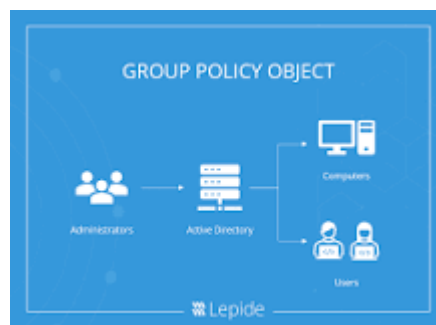 GROUP POLICY OBJECT
Computers
Administrators
Active Directory
Users
Lepide